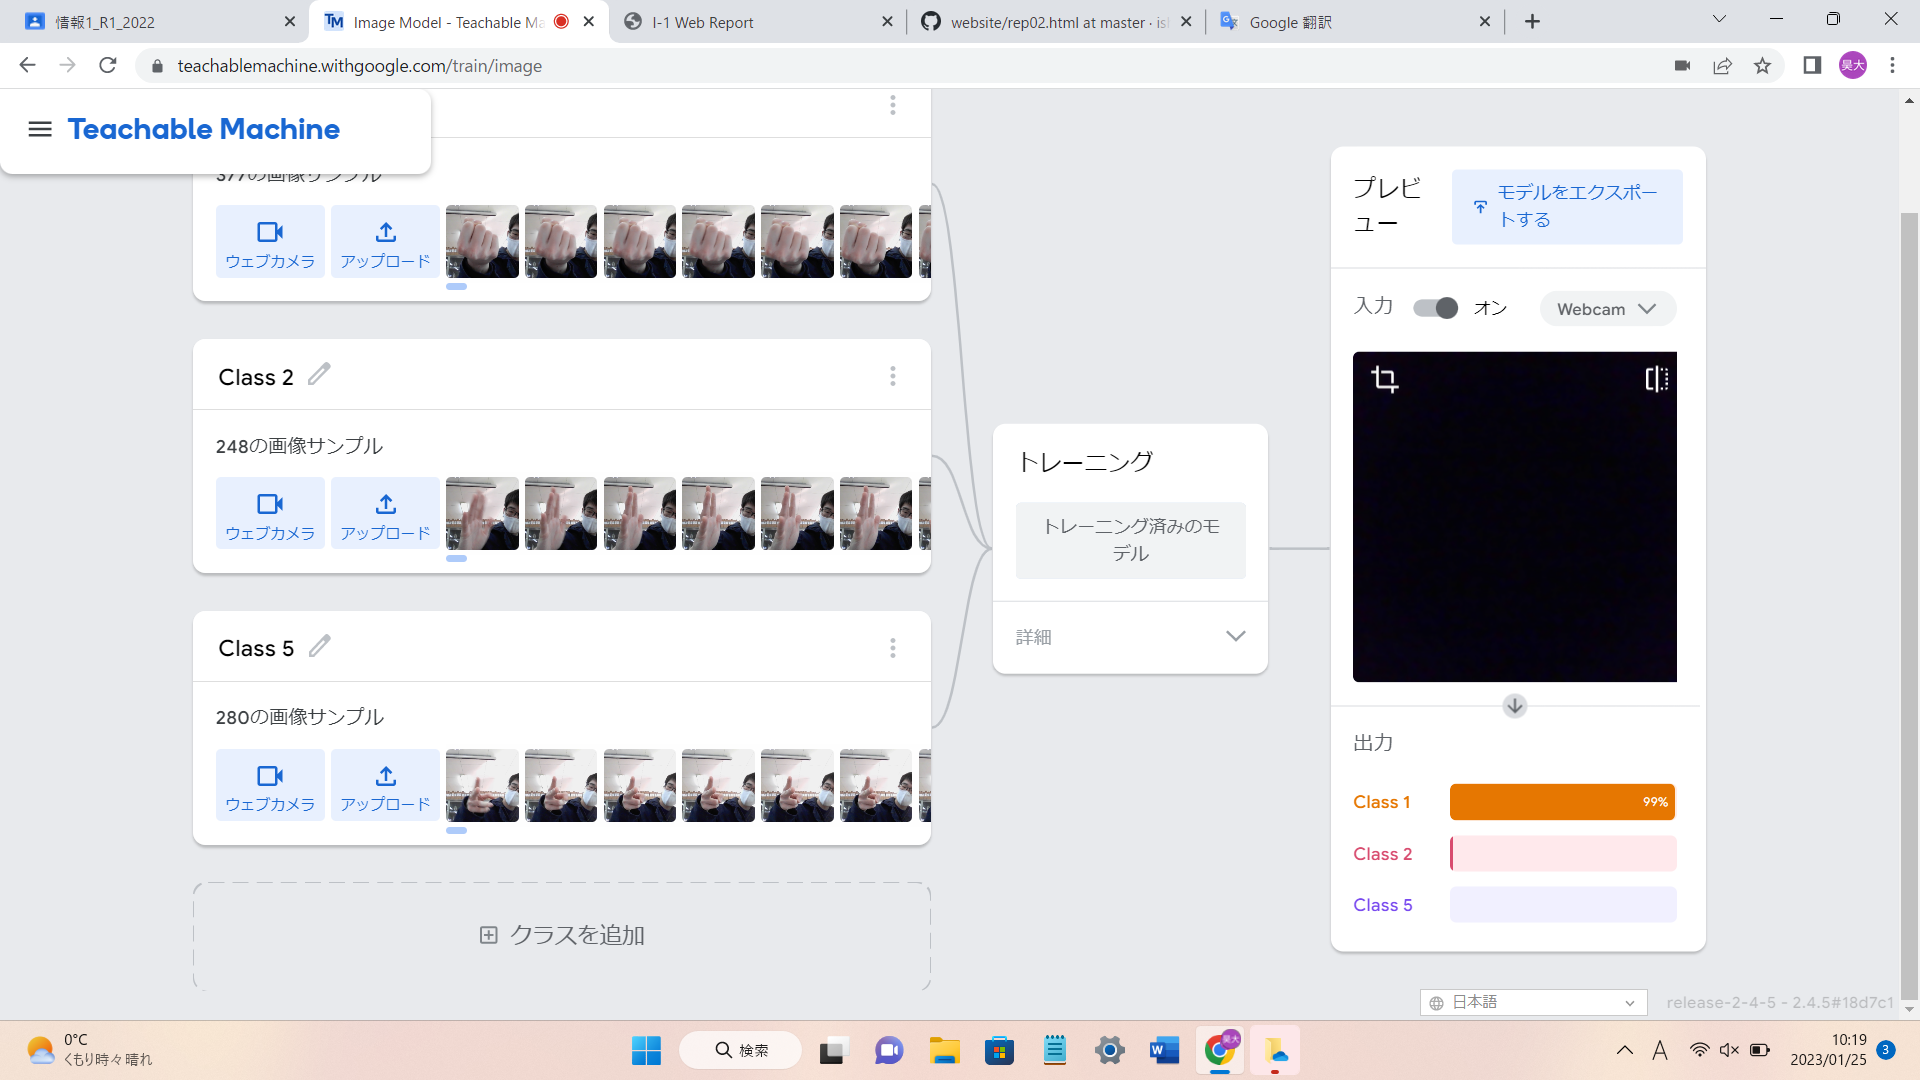 情報1_R1_2022
Image Model - Teachable Ma
I-1 Web Report
website/rep02.html at master · isl
Google 翻訳
teachablemachine.withgoogle.com/train/image
昊大
Teachable Machine
377の画像サンプル
ウェブカメラ
アップロード
Class 2
248の画像サンプル
ウェブカメラ
アップロード
Class 5
280の画像サンプル
ウェブカメラ
アップロード
クラスを追加
トレーニング
トレーニング済みのモ
デル
詳細
プレビ
ュー
モデルをエクスポー
トする
入力
オン
Webcam
出力
Class 1
99%
Class 2
Class 5
日本語
release-2-4-5 - 2.4.5#18d7c1
0°C
くもり時々晴れ
検索
昊大
A
10:19
2023/01/25
3